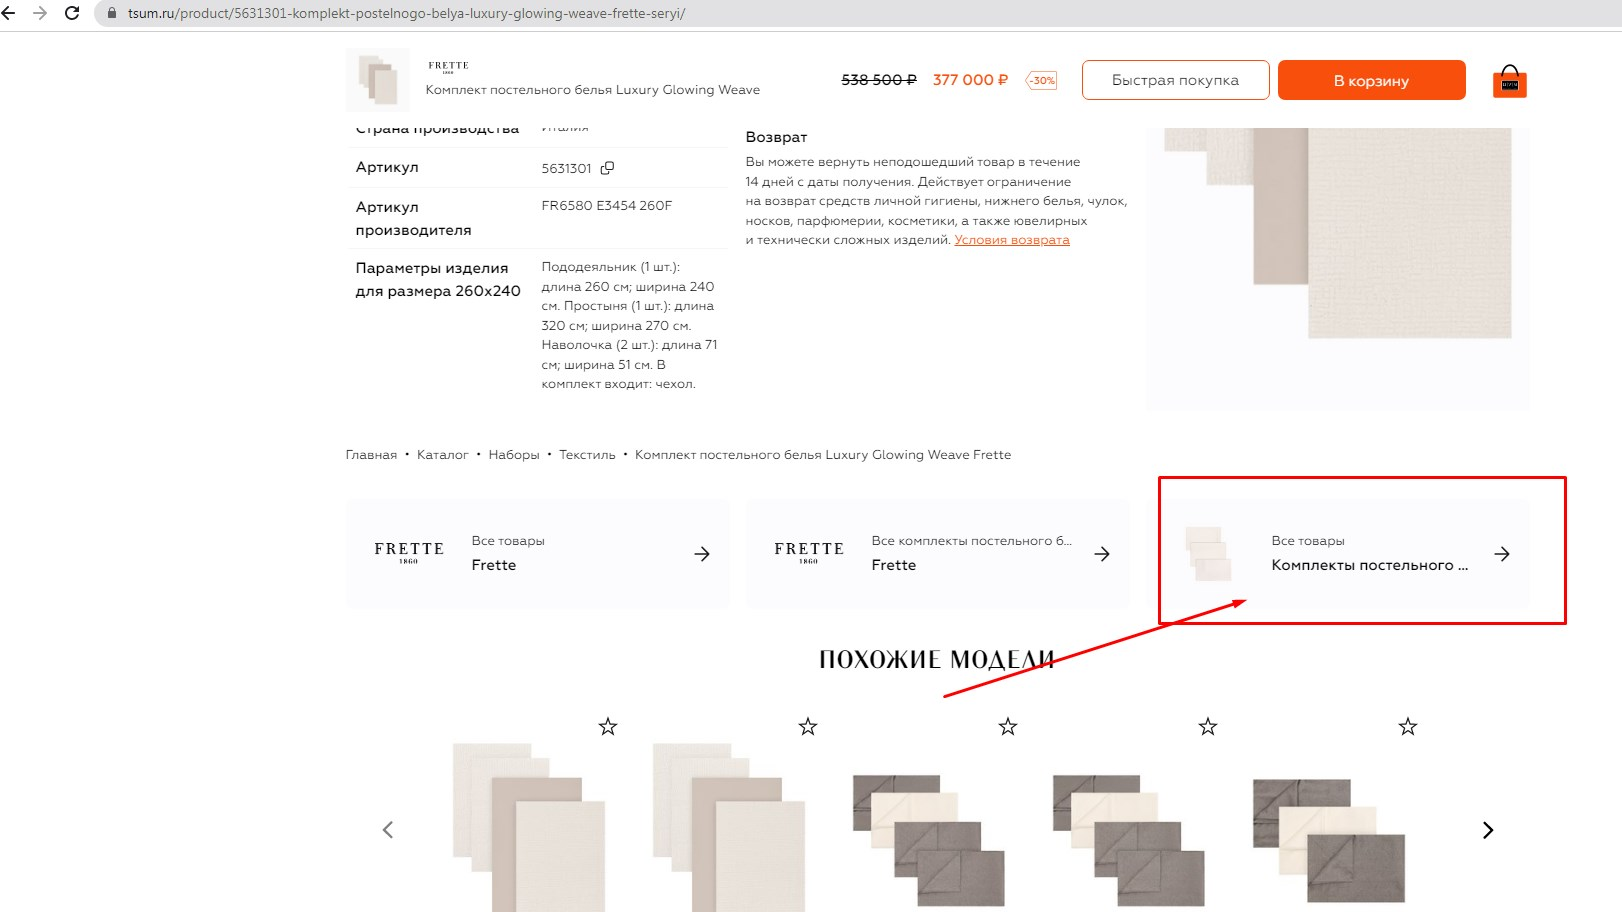 tsum.ru/product/5631301-komplekt-postelnogo-belya-luxury-glowing-weave-frette-seryi/
FRETTE
1860
Комплект постельного белья Luxury Glowing Weave
538 500 ₽ 377 000 ₽ -30%
Быстрая покупка
В корзину
Страна производства Италия
Артикул 5631301
Артикул производителя FR6580 E3454 260F
Параметры изделия
для размера 260x240
Пододеяльник (1 шт.):
длина 260 см; ширина 240
см. Простыня (1 шт.): длина
320 см; ширина 270 см.
Наволочка (2 шт.): длина 71
см; ширина 51 см. В
комплект входит: чехол.
Возврат
Вы можете вернуть неподошедший товар в течение
14 дней с даты получения. Действует ограничение
на возврат средств личной гигиены, нижнего белья, чулок,
носков, парфюмерии, косметики, а также ювелирных
и технически сложных изделий. Условия возврата
Главная • Каталог • Наборы • Текстиль • Комплект постельного белья Luxury Glowing Weave Frette
FRETTE
1860
Все товары
Frette
FRETTE
1860
Все комплекты постельного б...
Frette
Все товары
Комплекты постельного ...
ПОХОЖИЕ МОДЕЛИ